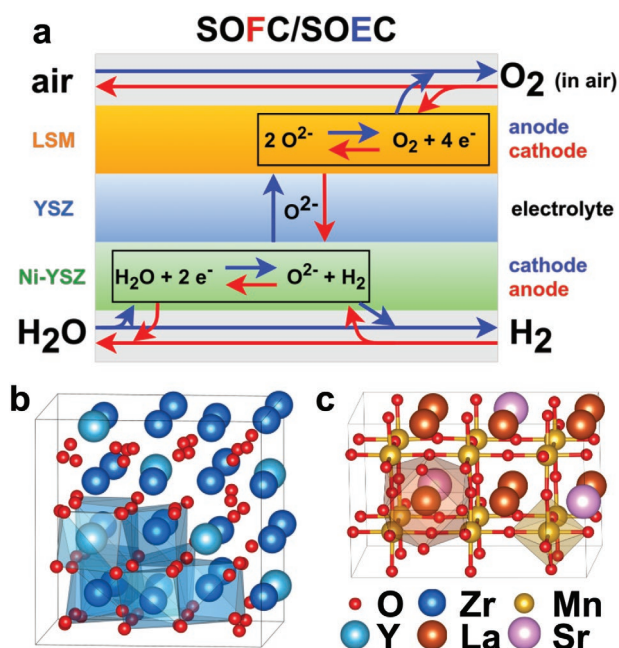 a SOFC/SOEC
air O₂ (in air)
LSM 2 O²⁻ O₂ + 4 e⁻ anode
cathode
YSZ O²⁻ electrolyte
Ni-YSZ H₂O + 2 e⁻ O²⁻ + H₂ cathode
anode
H₂O H₂
b c
O Zr Mn
Y La Sr